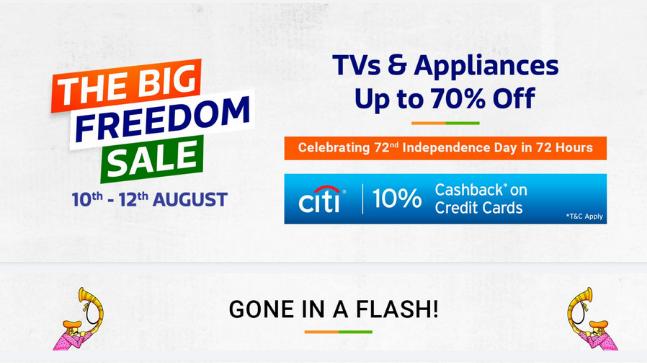 THE BIG
FREEDOM
SALE
10th - 12th AUGUST
TVs & Appliances
Up to 70% Off
Celebrating 72nd Independence Day in 72 Hours
citi
10%
Cashback* on
Credit Cards
*T&C Apply
GONE IN A FLASH!